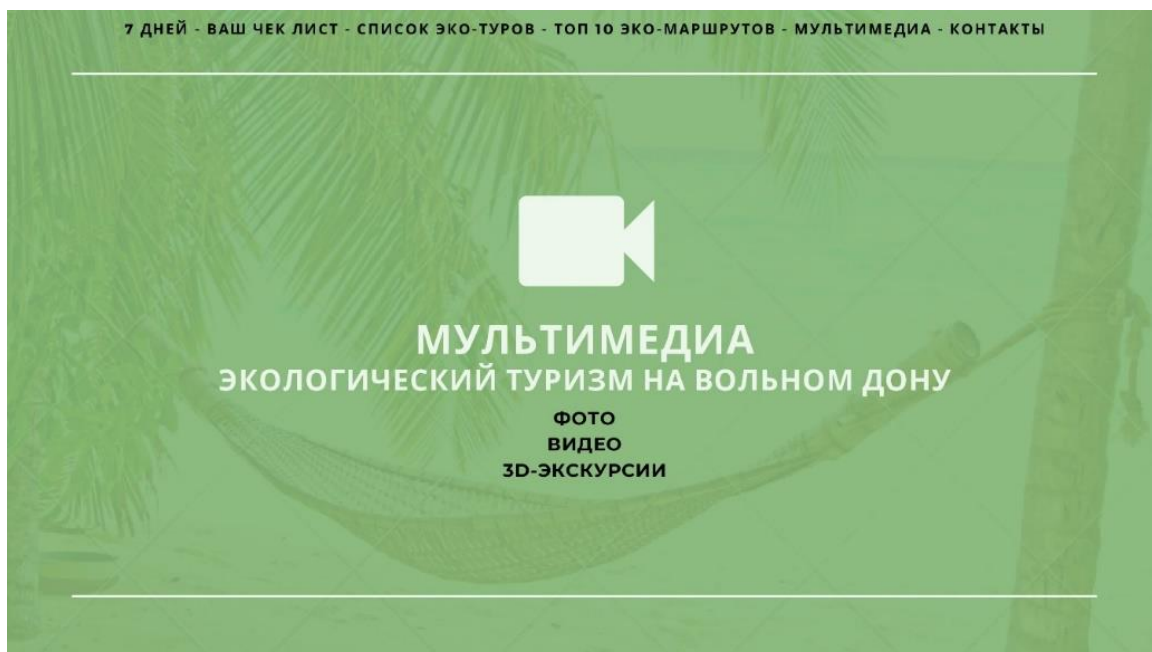 7 ДНЕЙ - ВАШ ЧЕК ЛИСТ - СПИСОК ЭКО-ТУРОВ - ТОП 10 ЭКО-МАРШРУТОВ - МУЛЬТИМЕДИА - КОНТАКТЫ
МУЛЬТИМЕДИА
ЭКОЛОГИЧЕСКИЙ ТУРИЗМ НА ВОЛЬНОМ ДОНУ
ФОТО
ВИДЕО
3D-ЭКСКУРСИИ